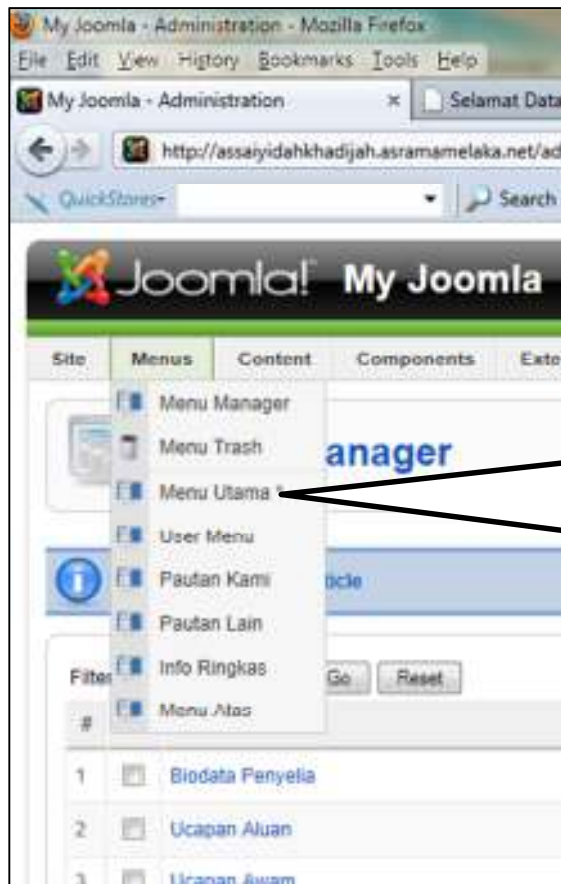 My Joomla - Administration - Mozilla Firefox
File Edit View History Bookmarks Tools Help
My Joomla - Administration × Selamat Data
http://assaiyidahkhadijah.asramamelaka.net/ad
QuickStores Search
Joomla! My Joomla
Site Menus Content Components Exte
Menu Manager
Menu Trash
anager
Menu Utama *
User Menu
Pautan Kami
Pautan Lain
Info Ringkas
Menu Atas
Filter Go Reset
#
1 Biodata Penyelia
2 Ucapan Aluan
3 Ucapan Awam